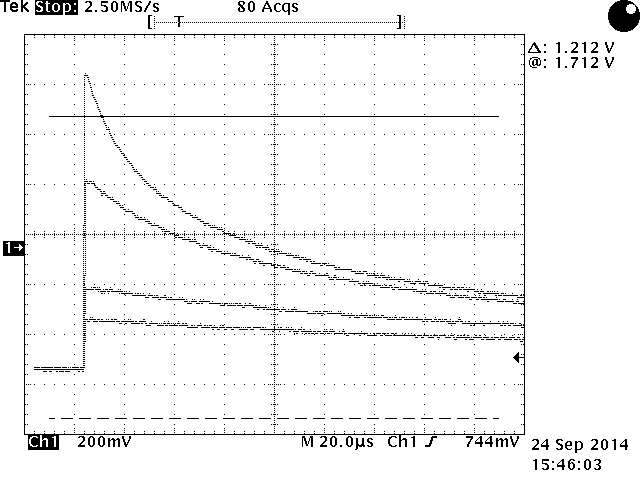 Tek Stop: 2.50MS/s 80 Acqs
[ T ]
Δ: 1.212 V
@: 1.712 V
1→
Ch1 200mV M 20.0µs Ch1 744mV
24 Sep 2014
15:46:03